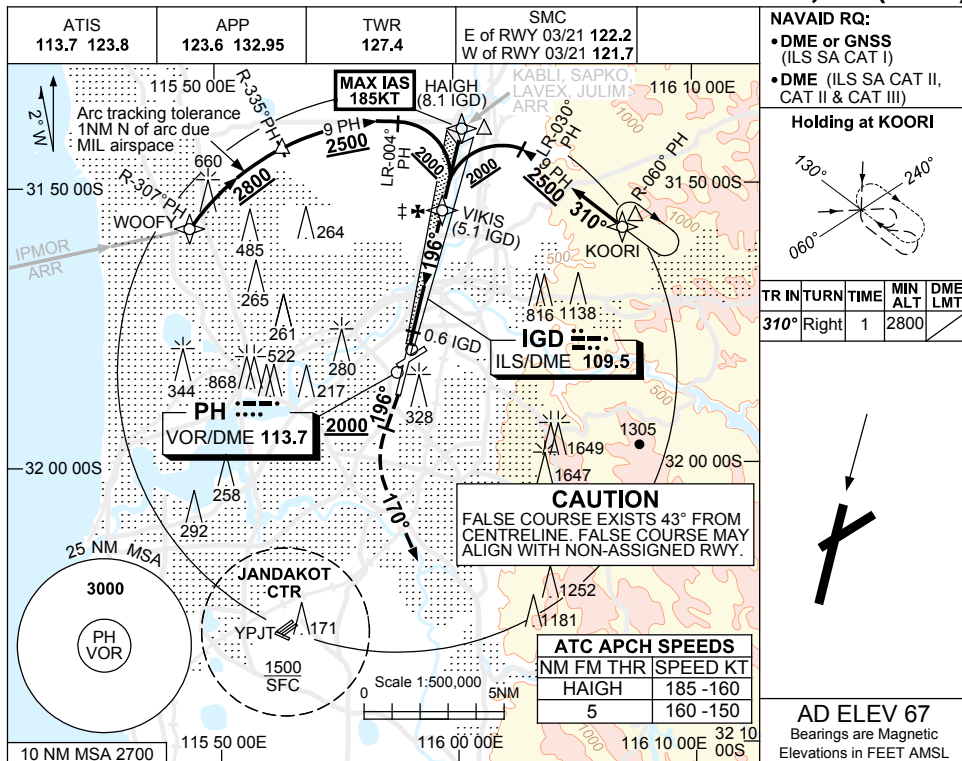 ATIS
113.7 123.8
APP
123.6 132.95
TWR
127.4
SMC
E of RWY 03/21 122.2
W of RWY 03/21 121.7
NAVAID RQ:
• DME or GNSS
(ILS SA CAT I)
• DME (ILS SA CAT II,
CAT II & CAT III)
Holding at KOORI
130°
240°
060°
TR IN TURN TIME MIN ALT DME LMT
310° Right 1 2800
2° W
115 50 00E
116 10 00E
MAX IAS
185KT
HAIGH
(8.1 IGD)
KABLI, SAPKO,
LAVEX, JULIM
ARR
Arc tracking tolerance
1NM N of arc due
MIL airspace
R-335° PH
9 PH
2500
LR-004°
PH
2000
2000
LR-030°
PH
9 PH
2500
310°
R-060° PH
1000
1000
31 50 00S
31 50 00S
660
2800
R-307° PH
WOOFY
IPMOR
ARR
485
264
‡ ✠
VIKIS
(5.1 IGD)
KOORI
500
196°
265
261
816
1138
0.6 IGD
IGD
ILS/DME 109.5
280
344
868
522
217
328
500
PH
VOR/DME 113.7
2000
196°
1305
1649
1647
32 00 00S
32 00 00S
258
292
170°
CAUTION
FALSE COURSE EXISTS 43° FROM
CENTRELINE. FALSE COURSE MAY
ALIGN WITH NON-ASSIGNED RWY.
25 NM MSA
3000
PH
VOR
JANDAKOT
CTR
YPJT
171
1500
SFC
1252
1181
ATC APCH SPEEDS
NM FM THR SPEED KT
HAIGH 185 -160
5 160 -150
Scale 1:500,000
0
5NM
1000
10 NM MSA 2700
115 50 00E
116 00 00E
116 10 00E
32 10
00S
AD ELEV 67
Bearings are Magnetic
Elevations in FEET AMSL